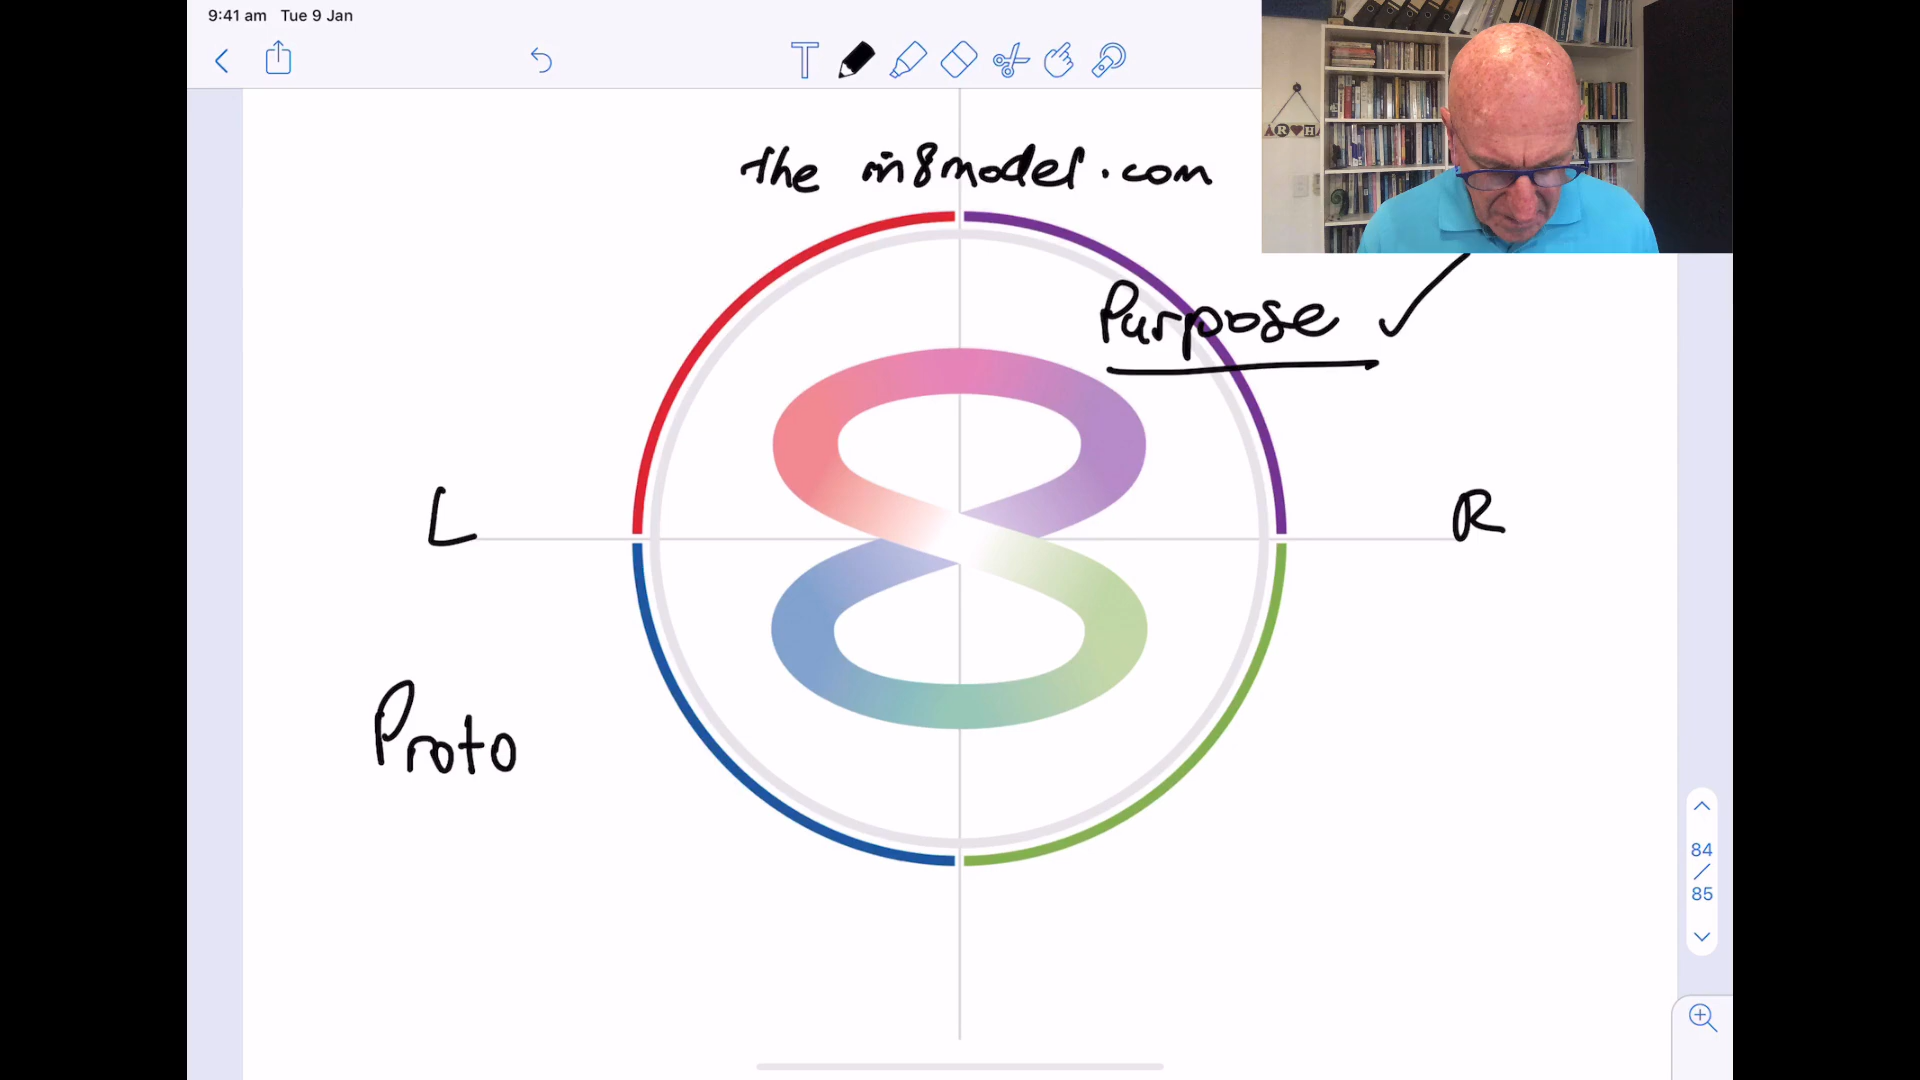 9:41 am Tue 9 Jan
T
the in8model.com
A R H
Purpose ✓
L
R
Proto
84
/
85